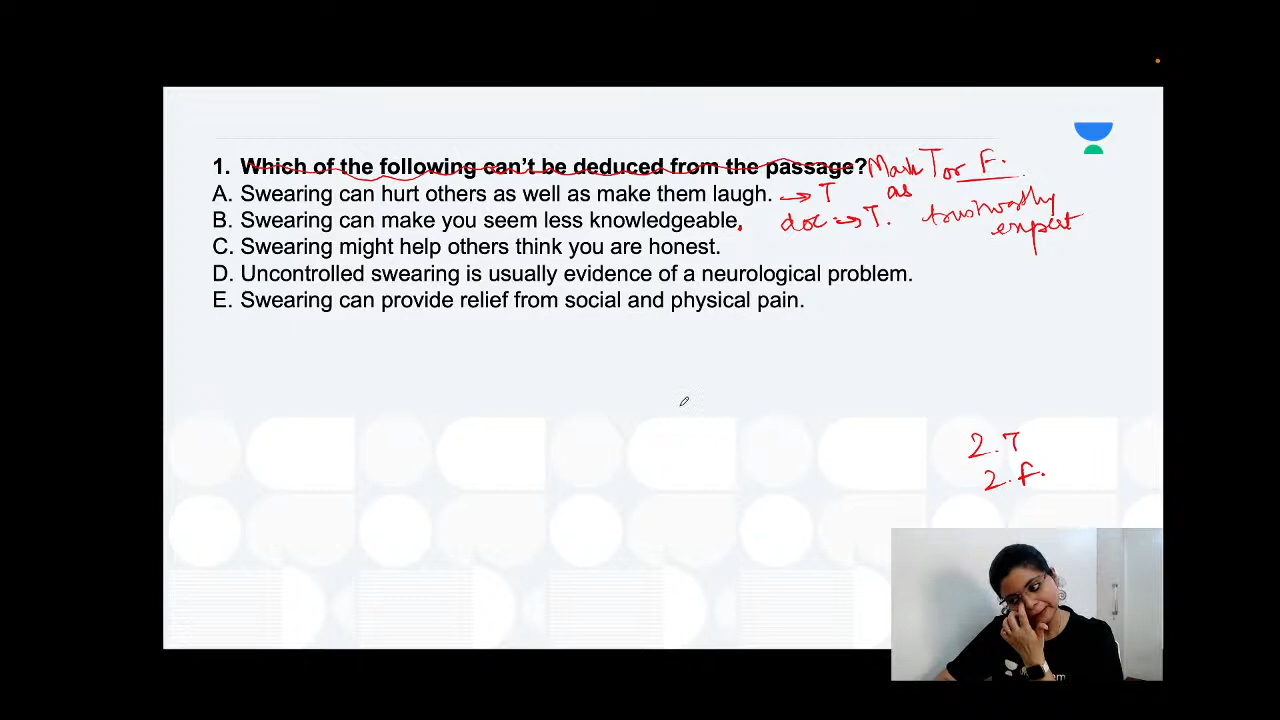 1. Which of the following can't be deduced from the passage? Mark T or F.
A. Swearing can hurt others as well as make them laugh. → T as
B. Swearing can make you seem less knowledgeable. doc → T. trustworthy
expert
C. Swearing might help others think you are honest.
D. Uncontrolled swearing is usually evidence of a neurological problem.
E. Swearing can provide relief from social and physical pain.
2. T
2. F.